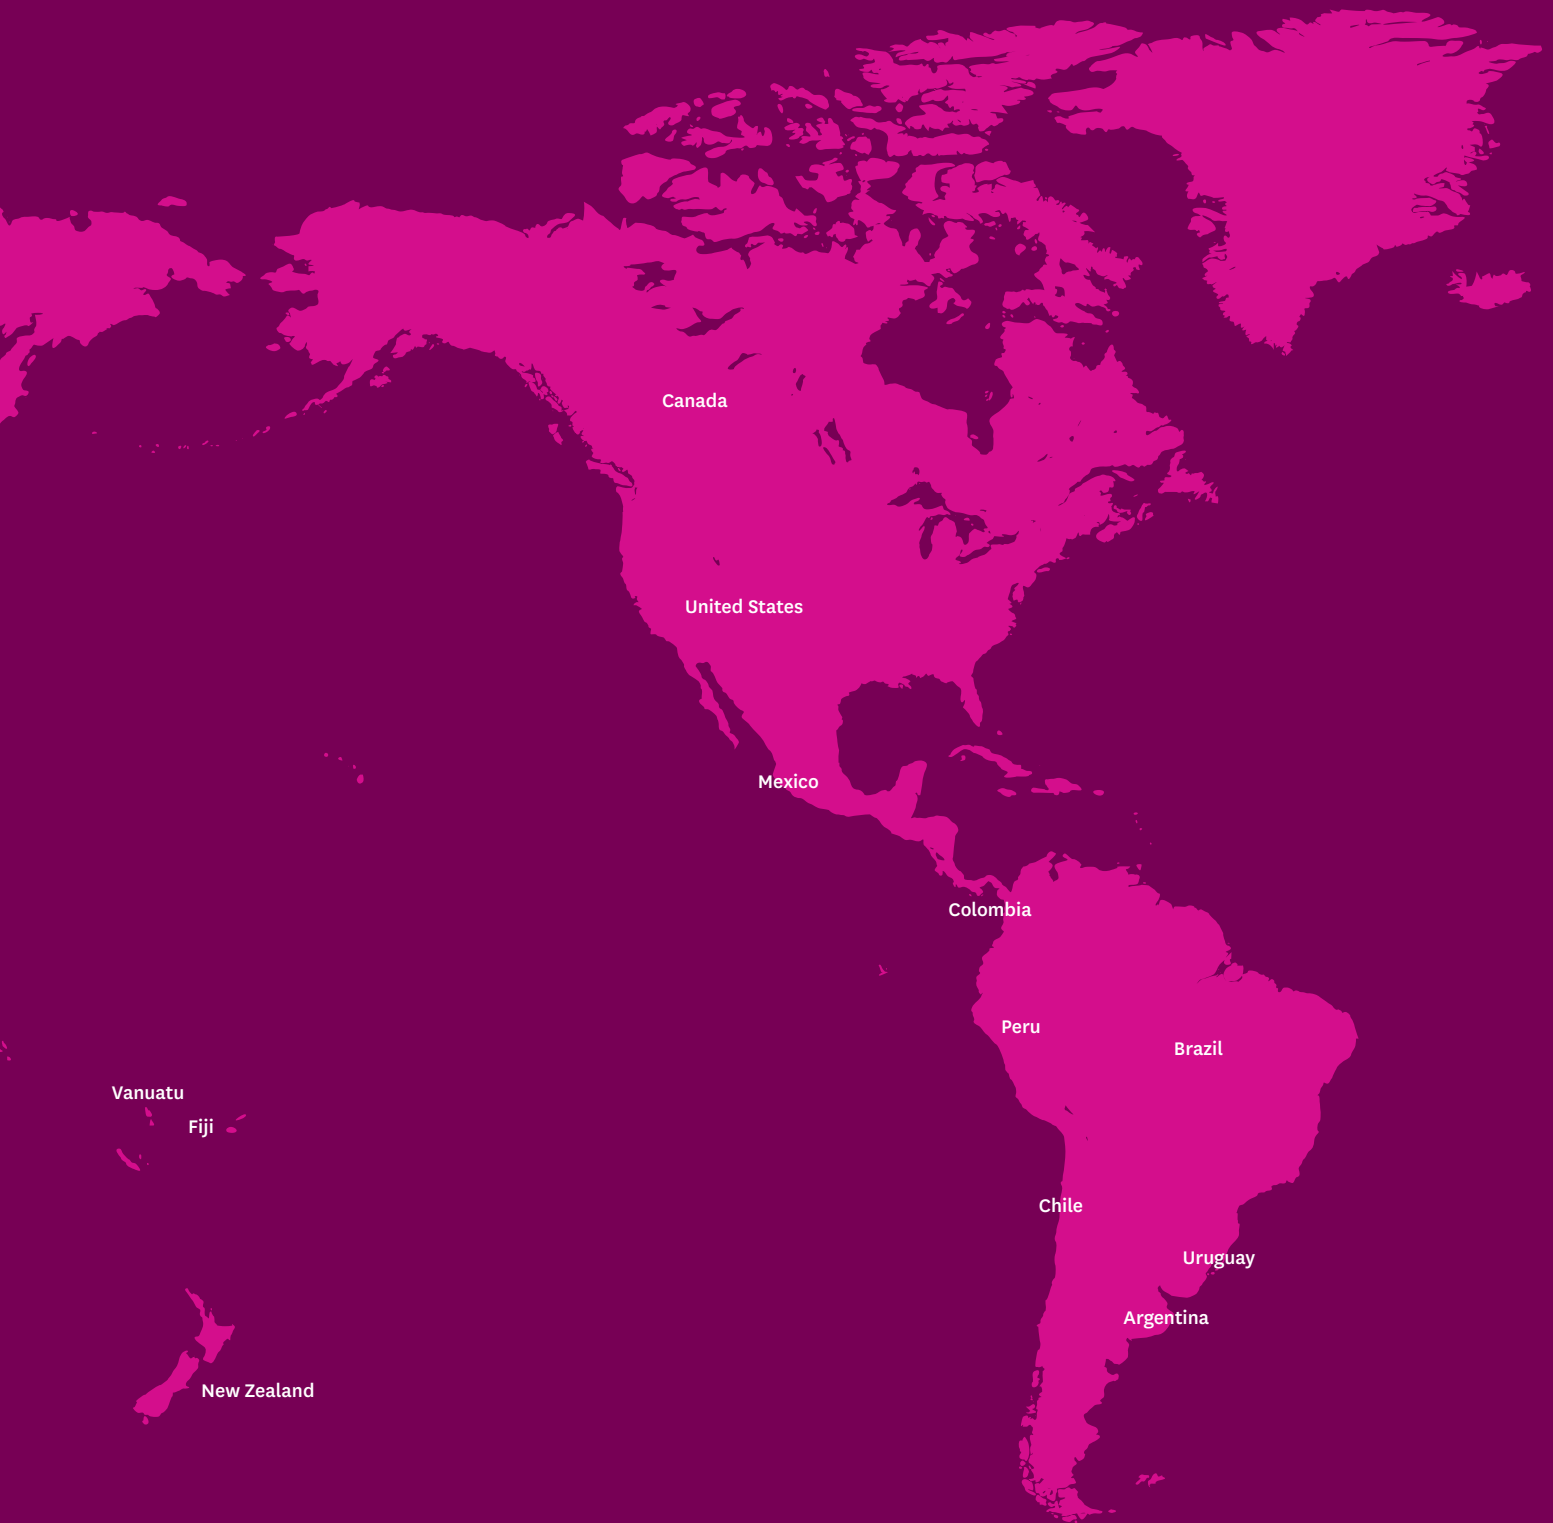 Canada
United States
Mexico
Colombia
Peru
Brazil
Vanuatu
Fiji
Chile
Uruguay
Argentina
New Zealand